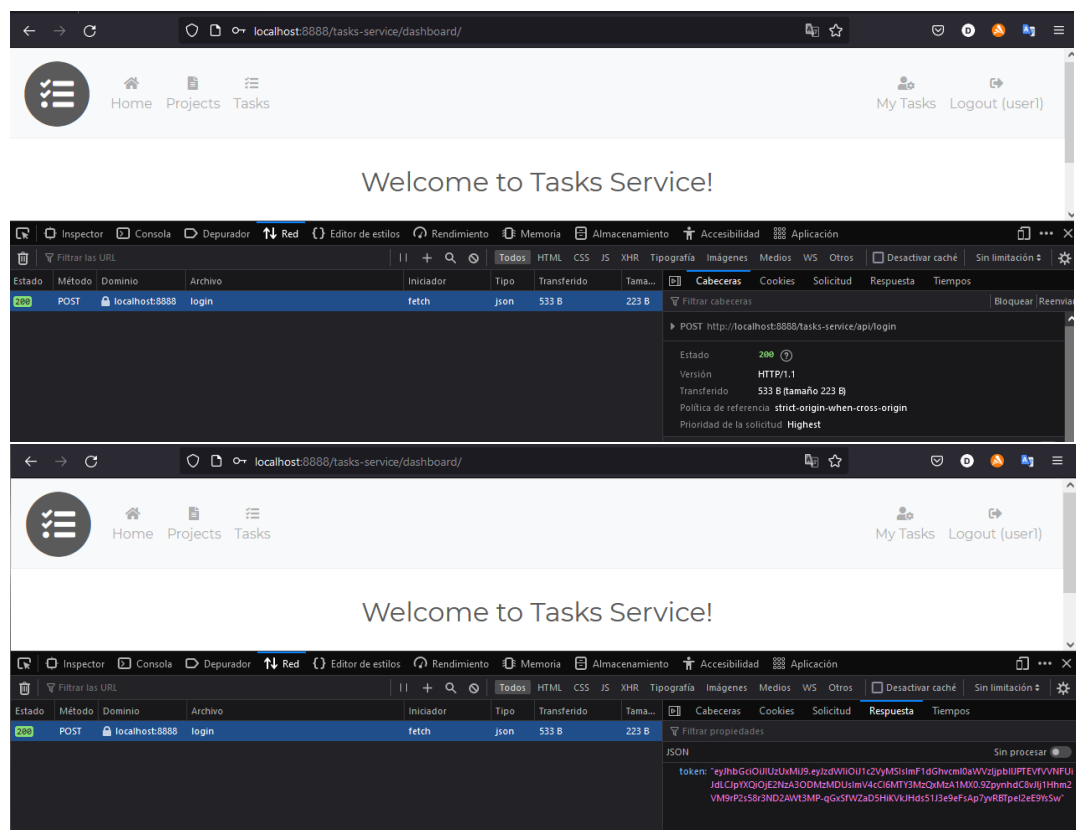 localhost:8888/tasks-service/dashboard/
Home Projects Tasks
My Tasks Logout (user1)
Welcome to Tasks Service!
Inspector Consola Depurador Red Editor de estilos Rendimiento Memoria Almacenamiento Accesibilidad Aplicación
Filtrar las URL
Todos HTML CSS JS XHR Tipografía Imágenes Medios WS Otros Desactivar caché Sin limitación
Estado Método Dominio Archivo Iniciador Tipo Transferido Tama... Cabeceras Cookies Solicitud Respuesta Tiempos
200 POST localhost:8888 login fetch json 533 B 223 B
Filtrar cabeceras Bloquear Reenviar
POST http://localhost:8888/tasks-service/api/login
Estado 200
Versión HTTP/1.1
Transferido 533 B (tamaño 223 B)
Política de referencia strict-origin-when-cross-origin
Prioridad de la solicitud Highest
localhost:8888/tasks-service/dashboard/
Home Projects Tasks
My Tasks Logout (user1)
Welcome to Tasks Service!
Inspector Consola Depurador Red Editor de estilos Rendimiento Memoria Almacenamiento Accesibilidad Aplicación
Filtrar las URL
Todos HTML CSS JS XHR Tipografía Imágenes Medios WS Otros Desactivar caché Sin limitación
Estado Método Dominio Archivo Iniciador Tipo Transferido Tama... Cabeceras Cookies Solicitud Respuesta Tiempos
200 POST localhost:8888 login fetch json 533 B 223 B
Filtrar propiedades
JSON Sin procesar
token: